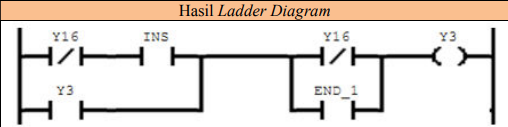 Hasil Ladder Diagram
Y16 INS Y16 Y3
Y3 END_1